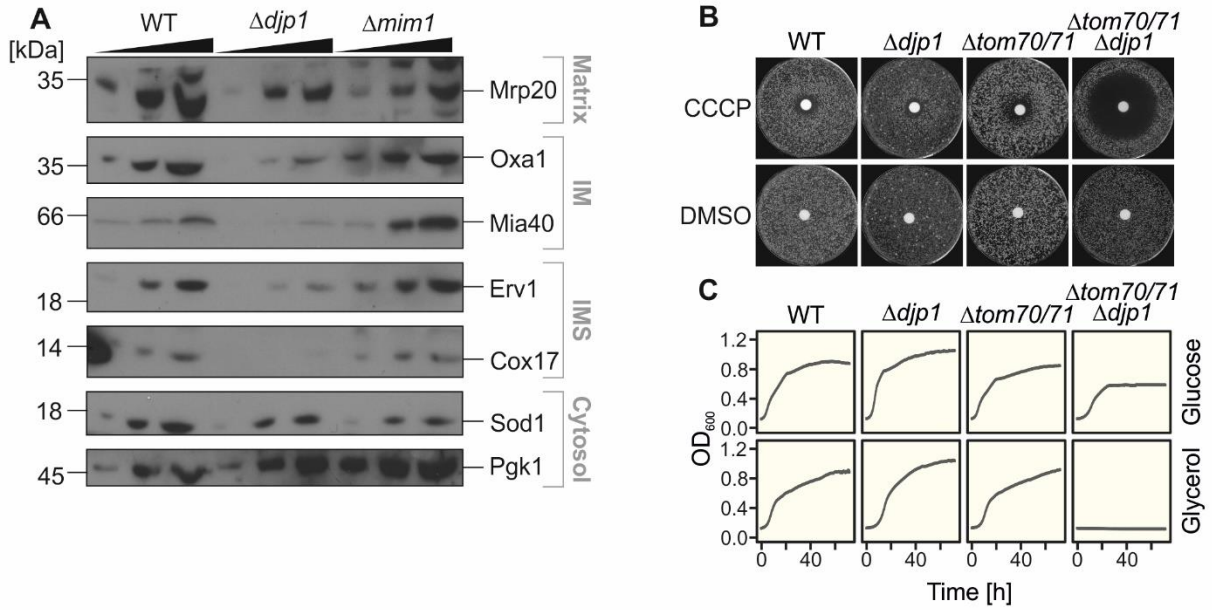 A
WT Δdjp1 Δmim1
[kDa]
35 Mrp20 Matrix
35 Oxa1
66 Mia40
IM
18 Erv1
14 Cox17
IMS
18 Sod1
45 Pgk1
Cytosol
B
WT Δdjp1 Δtom70/71 Δtom70/71
Δdjp1
CCCP
DMSO
C
WT Δdjp1 Δtom70/71 Δtom70/71
Δdjp1
1.2
0.8
0.4
0.0
Glucose
OD600
1.2
0.8
0.4
0.0
Glycerol
0 40 0 40 0 40 0 40
Time [h]